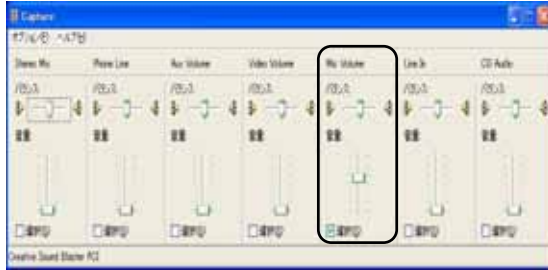 Capture
オプション(P) ヘルプ(H)
Stereo Mix Phone Line Aux Volume Video Volume Mic Volume Line In CD Audio
バランス バランス バランス バランス バランス バランス バランス
音量 音量 音量 音量 音量 音量 音量
選択(S) 選択(S) 選択(S) 選択(S) 選択(S) 選択(S) 選択(S)
Creative Sound Blaster PCI